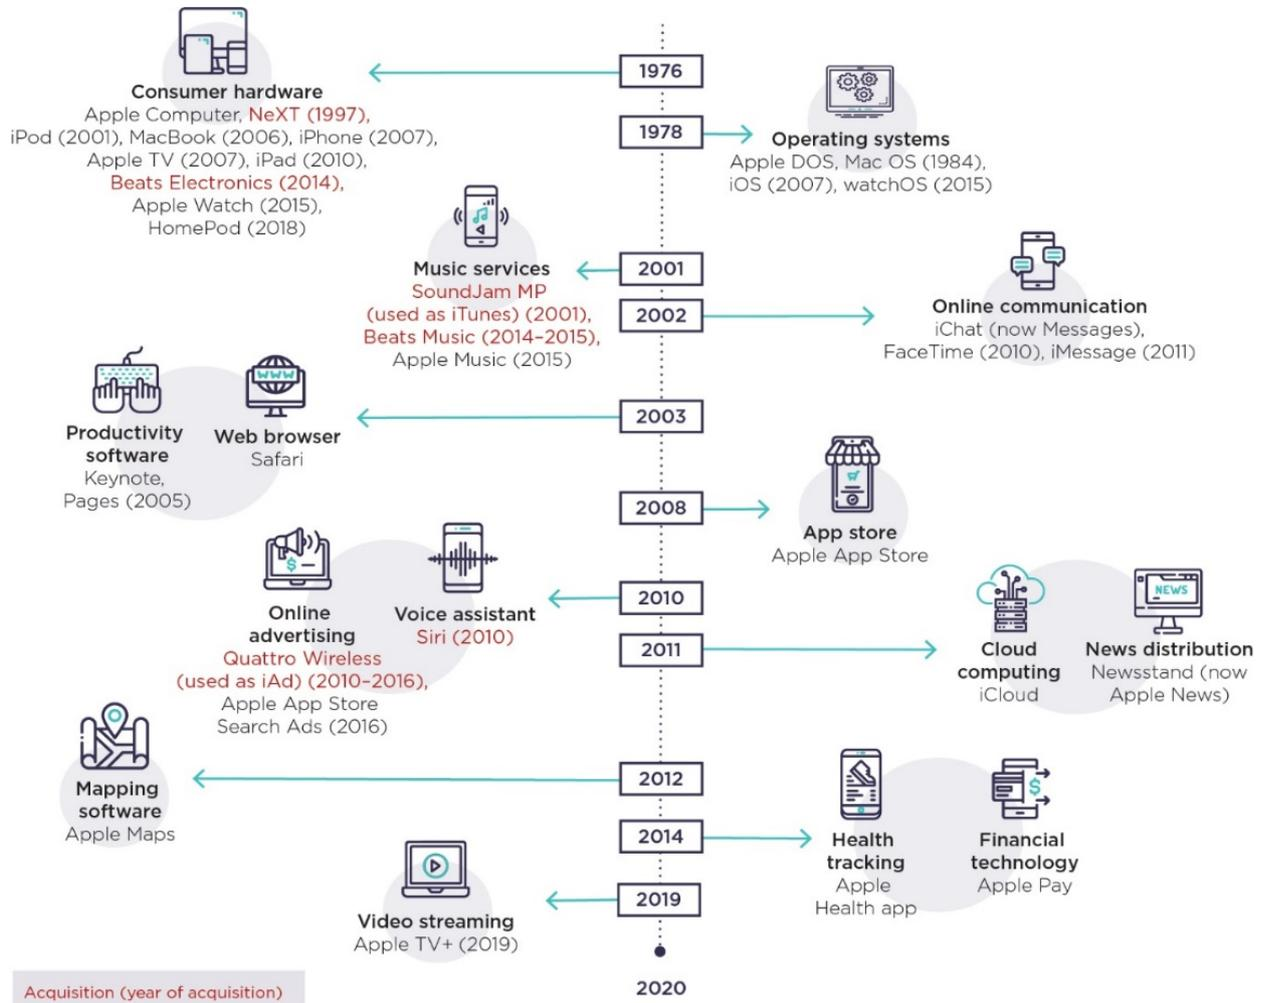 1976
Consumer hardware
Apple Computer, NeXT (1997),
iPod (2001), MacBook (2006), iPhone (2007),
Apple TV (2007), iPad (2010),
Beats Electronics (2014),
Apple Watch (2015),
HomePod (2018)
1978
Operating systems
Apple DOS, Mac OS (1984),
iOS (2007), watchOS (2015)
2001
Music services
SoundJam MP
(used as iTunes) (2001),
Beats Music (2014–2015),
Apple Music (2015)
2002
Online communication
iChat (now Messages),
FaceTime (2010), iMessage (2011)
2003
Productivity
software
Keynote,
Pages (2005)
WWW
Web browser
Safari
2008
App store
Apple App Store
2010
$
Online
advertising
Quattro Wireless
(used as iAd) (2010–2016),
Apple App Store
Search Ads (2016)
Voice assistant
Siri (2010)
2011
Cloud
computing
iCloud
NEWS
News distribution
Newsstand (now
Apple News)
2012
Mapping
software
Apple Maps
2014
Health
tracking
Apple
Health app
$
Financial
technology
Apple Pay
2019
Video streaming
Apple TV+ (2019)
2020
Acquisition (year of acquisition)